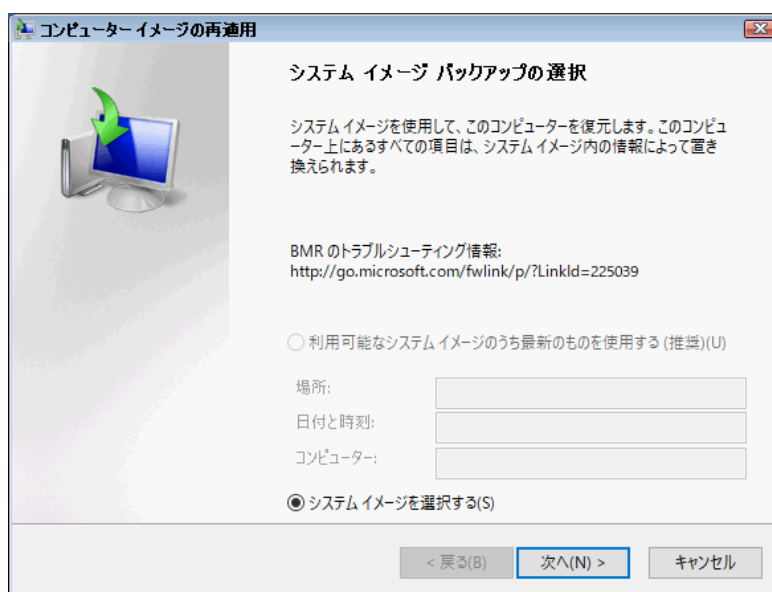 コンピューター イメージの再適用
システム イメージ バックアップの選択
システム イメージを使用して、このコンピューターを復元します。このコンピュ
ーター上にあるすべての項目は、システム イメージ内の情報によって置き
換えられます。
BMR のトラブルシューティング情報:
http://go.microsoft.com/fwlink/p/?LinkId=225039
利用可能なシステム イメージのうち最新のものを使用する (推奨)(U)
場所:
日付と時刻:
コンピューター:
システム イメージを選択する(S)
< 戻る(B)
次へ(N) >
キャンセル